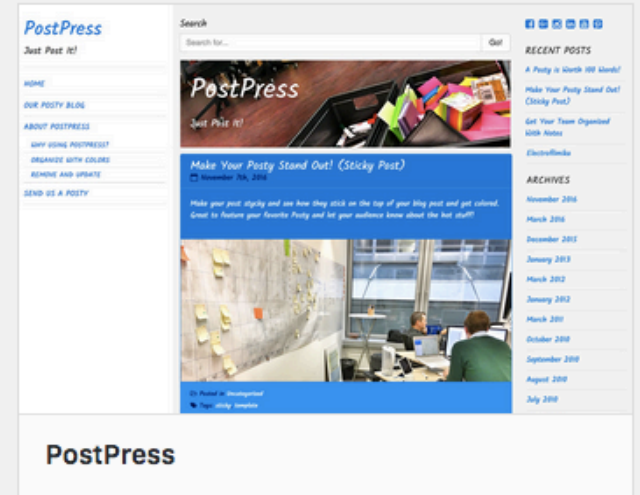 PostPress
Just Post It!
HOME
OUR POSTY BLOG
ABOUT POSTPRESS
WHY USING POSTPRESS?
ORGANIZE WITH COLORS
REMOVE AND UPDATE
SEND US A POSTY
Search
Search for...
Go!
PostPress
Just Post It!
Make Your Posty Stand Out! (Sticky Post)
November 7th, 2016
Make your post stycky and see how they stick on the top of your blog post and get colored.
Great to feature your favorite Posty and let your audience know about the hot stuff!
Posted in Uncategorized
Tags: sticky template
RECENT POSTS
A Posty is Worth 100 Words!
Make Your Posty Stand Out!
(Sticky Post)
Get Your Team Organized
With Notes
Electroflimika
ARCHIVES
November 2016
March 2016
December 2015
January 2013
March 2012
January 2012
March 2011
October 2010
September 2010
August 2010
July 2010
PostPress